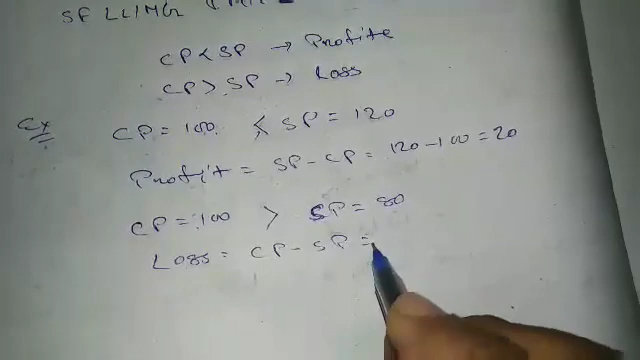 SELLING
CP < SP → Profite
CP > SP → Loss
Ex CP = 100 < SP = 120
Profit = SP - CP = 120 - 100 = 20
CP = 100 > SP = 80
Loss = CP - SP =